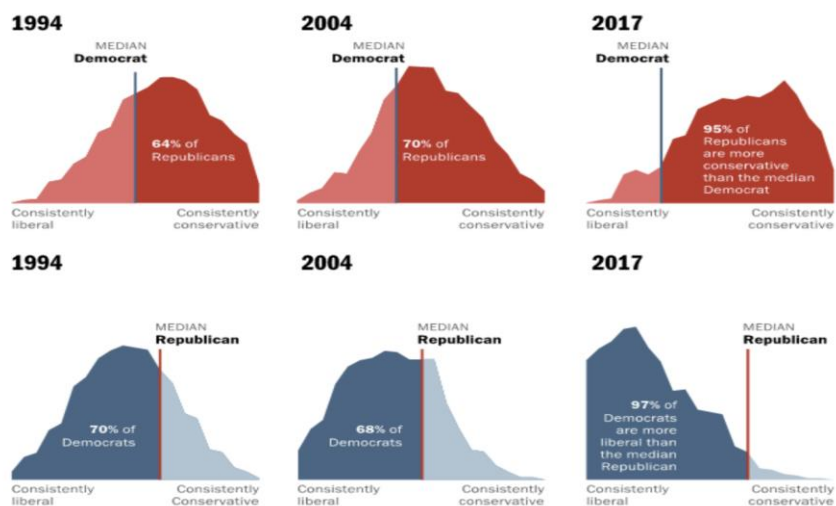 1994
2004
2017
MEDIAN
Democrat
MEDIAN
Democrat
MEDIAN
Democrat
64% of
Republicans
70% of
Republicans
95% of
Republicans
are more
conservative
than the median
Democrat
Consistently
liberal
Consistently
conservative
Consistently
liberal
Consistently
conservative
Consistently
liberal
Consistently
conservative
1994
2004
2017
MEDIAN
Republican
MEDIAN
Republican
MEDIAN
Republican
70% of
Democrats
68% of
Democrats
97% of
Democrats
are more
liberal than
the median
Republican
Consistently
liberal
Consistently
Conservative
Consistently
liberal
Consistently
conservative
Consistently
liberal
Consistently
conservative